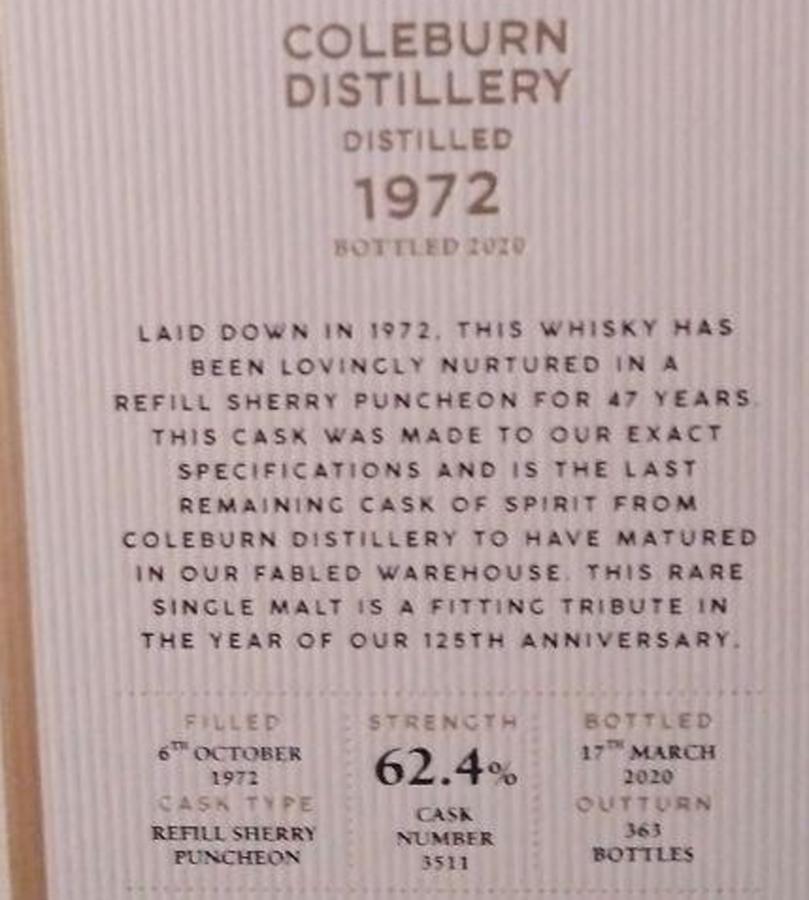 COLEBURN
DISTILLERY
DISTILLED
1972
BOTTLED 2020
LAID DOWN IN 1972, THIS WHISKY HAS
BEEN LOVINGLY NURTURED IN A
REFILL SHERRY PUNCHEON FOR 47 YEARS.
THIS CASK WAS MADE TO OUR EXACT
SPECIFICATIONS AND IS THE LAST
REMAINING CASK OF SPIRIT FROM
COLEBURN DISTILLERY TO HAVE MATURED
IN OUR FABLED WAREHOUSE. THIS RARE
SINGLE MALT IS A FITTING TRIBUTE IN
THE YEAR OF OUR 125TH ANNIVERSARY.
FILLED
6TH OCTOBER
1972
CASK TYPE
REFILL SHERRY
PUNCHEON
STRENGTH
62.4%
CASK
NUMBER
3511
BOTTLED
17TH MARCH
2020
OUTTURN
363
BOTTLES